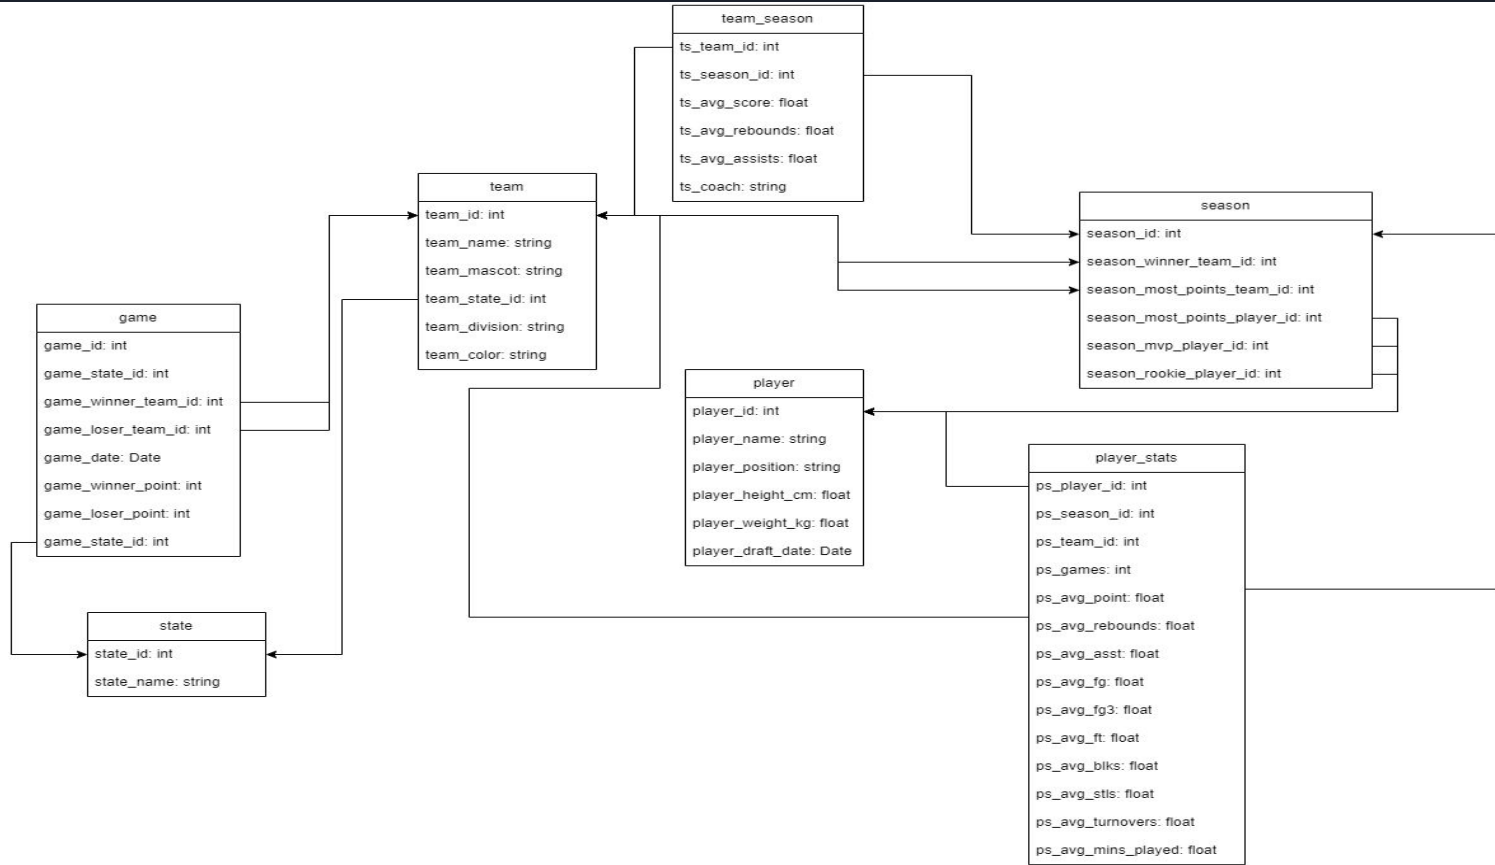 team_season
ts_team_id: int
ts_season_id: int
ts_avg_score: float
ts_avg_rebounds: float
ts_avg_assists: float
ts_coach: string
team
team_id: int
team_name: string
team_mascot: string
team_state_id: int
team_division: string
team_color: string
season
season_id: int
season_winner_team_id: int
season_most_points_team_id: int
season_most_points_player_id: int
season_mvp_player_id: int
season_rookie_player_id: int
game
game_id: int
game_state_id: int
game_winner_team_id: int
game_loser_team_id: int
game_date: Date
game_winner_point: int
game_loser_point: int
game_state_id: int
player
player_id: int
player_name: string
player_position: string
player_height_cm: float
player_weight_kg: float
player_draft_date: Date
player_stats
ps_player_id: int
ps_season_id: int
ps_team_id: int
ps_games: int
ps_avg_point: float
ps_avg_rebounds: float
ps_avg_asst: float
ps_avg_fg: float
ps_avg_fg3: float
ps_avg_ft: float
ps_avg_blks: float
ps_avg_stls: float
ps_avg_turnovers: float
ps_avg_mins_played: float
state
state_id: int
state_name: string